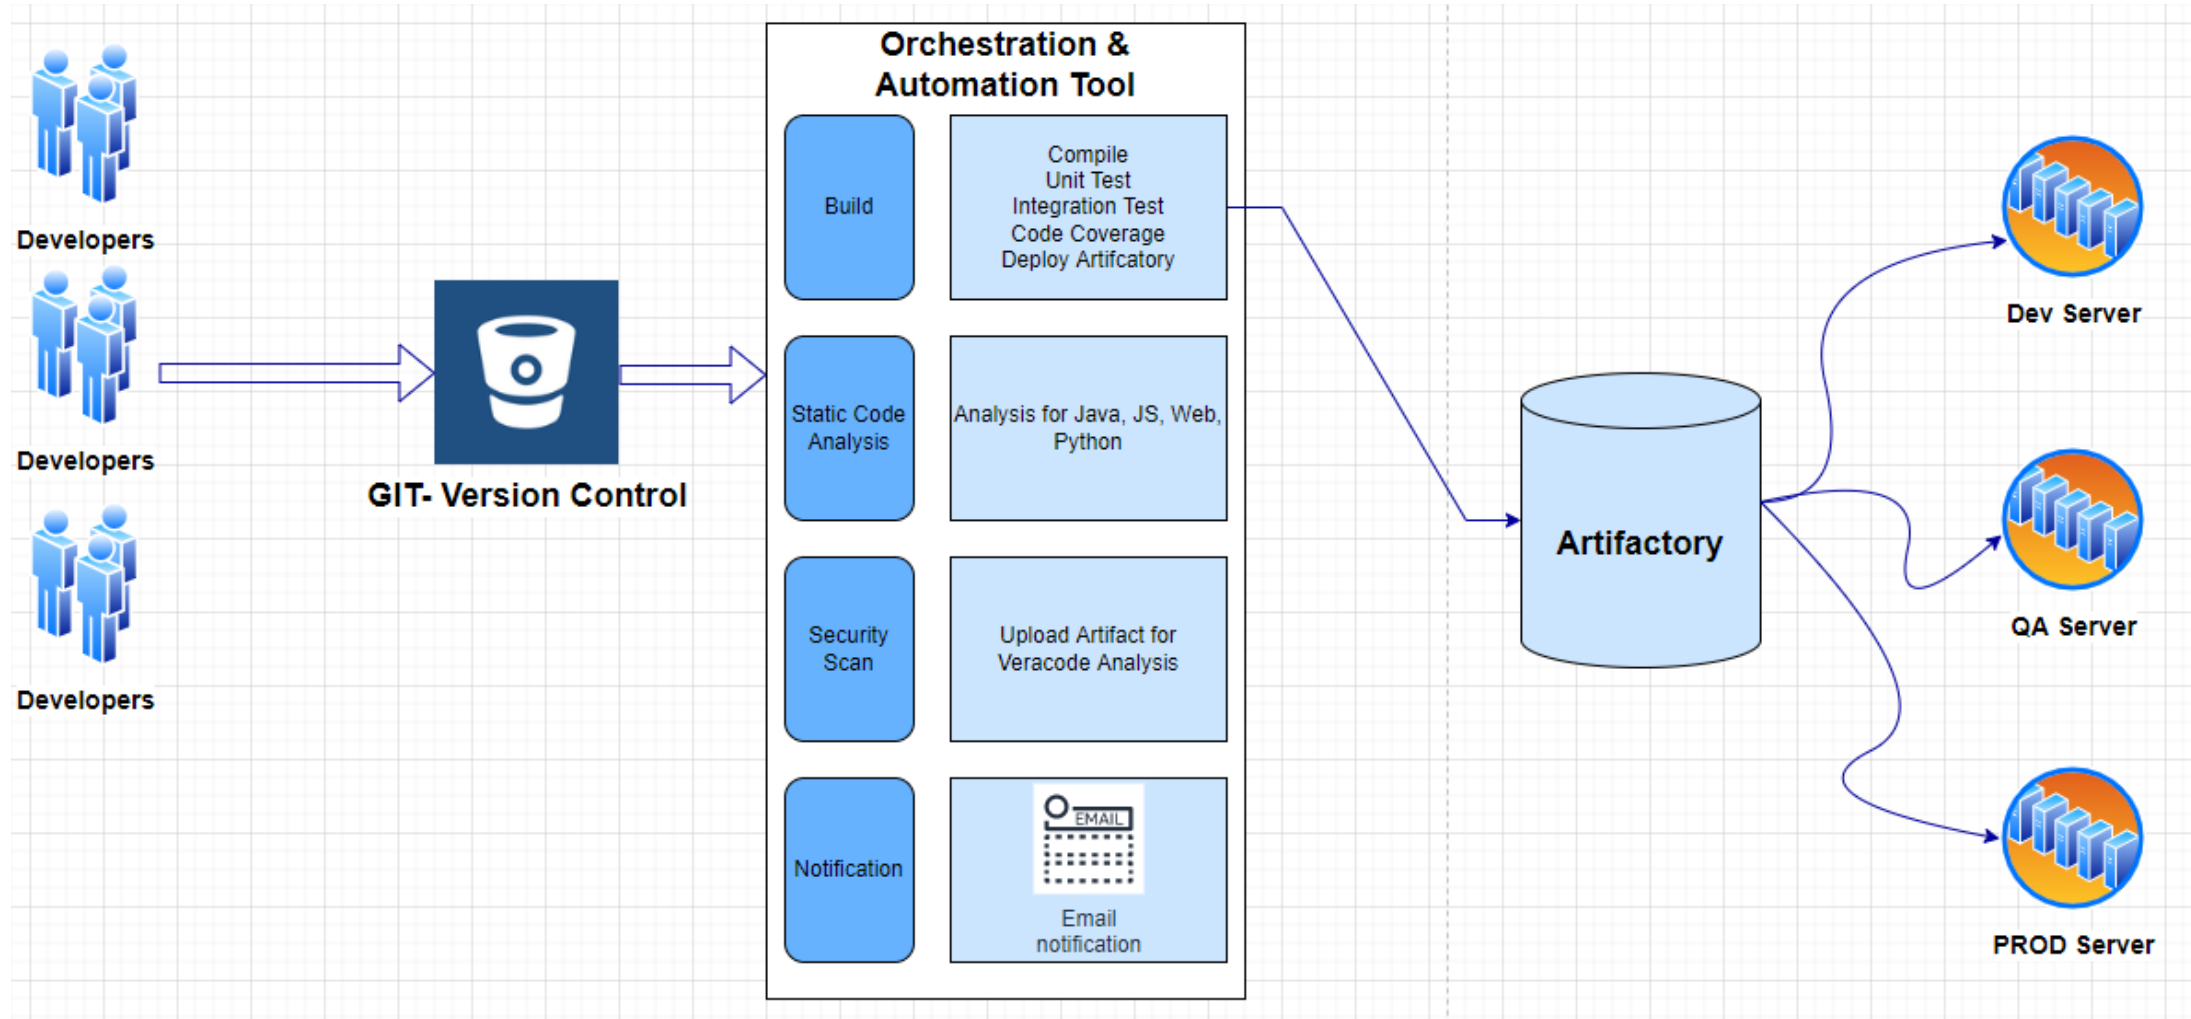 Developers
Developers
Developers
GIT- Version Control
Orchestration &
Automation Tool
Build
Compile
Unit Test
Integration Test
Code Coverage
Deploy Artifcatory
Static Code
Analysis
Analysis for Java, JS, Web,
Python
Security
Scan
Upload Artifact for
Veracode Analysis
Notification
EMAIL
Email
notification
Artifactory
Dev Server
QA Server
PROD Server